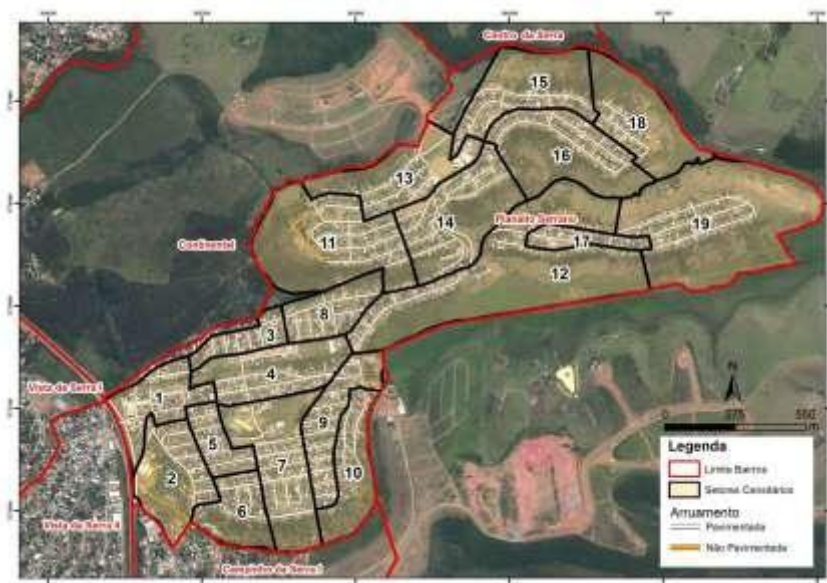 Centro da Serra
15
18
16
13
Planalto Serrano
19
14
11
17
Continental
12
8
3
4
Vista da Serra I
1
9
5
7
2
10
6
Vista da Serra II
Campinho da Serra I
N
0 275 550
m
Legenda
Limite Bairros
Setores Censitários
Arruamento
Pavimentada
Não Pavimentada